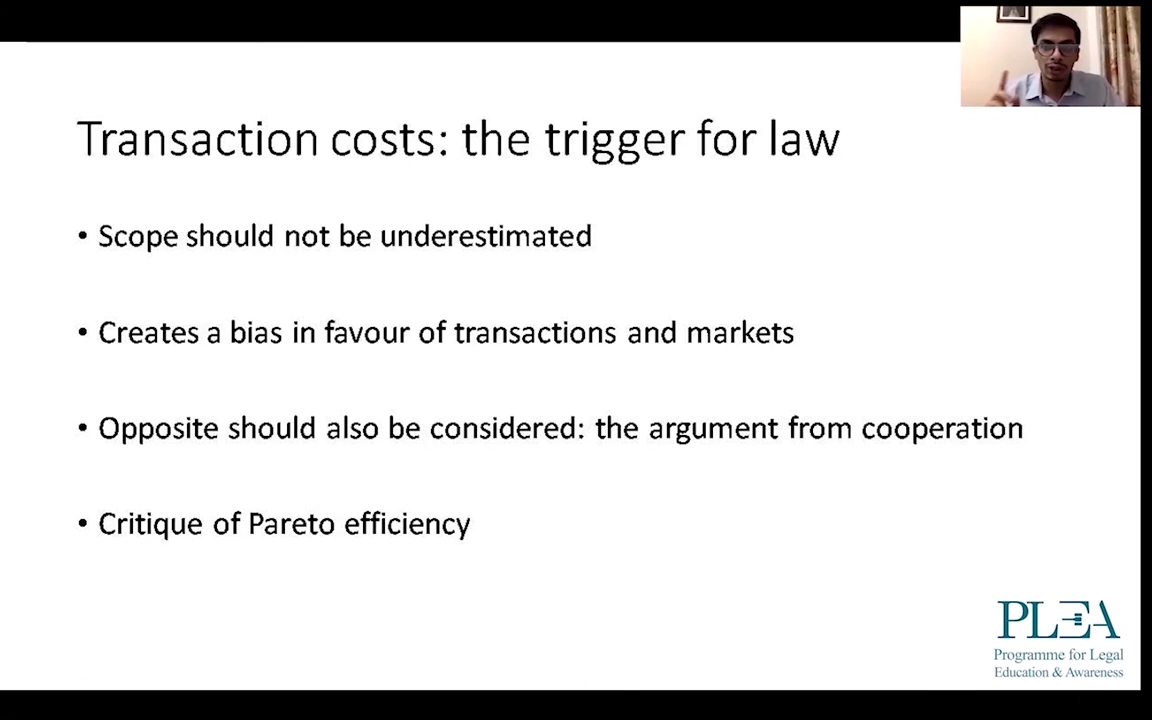 Transaction costs: the trigger for law
• Scope should not be underestimated
• Creates a bias in favour of transactions and markets
• Opposite should also be considered: the argument from cooperation
• Critique of Pareto efficiency
PLEA
Programme for Legal
Education & Awareness